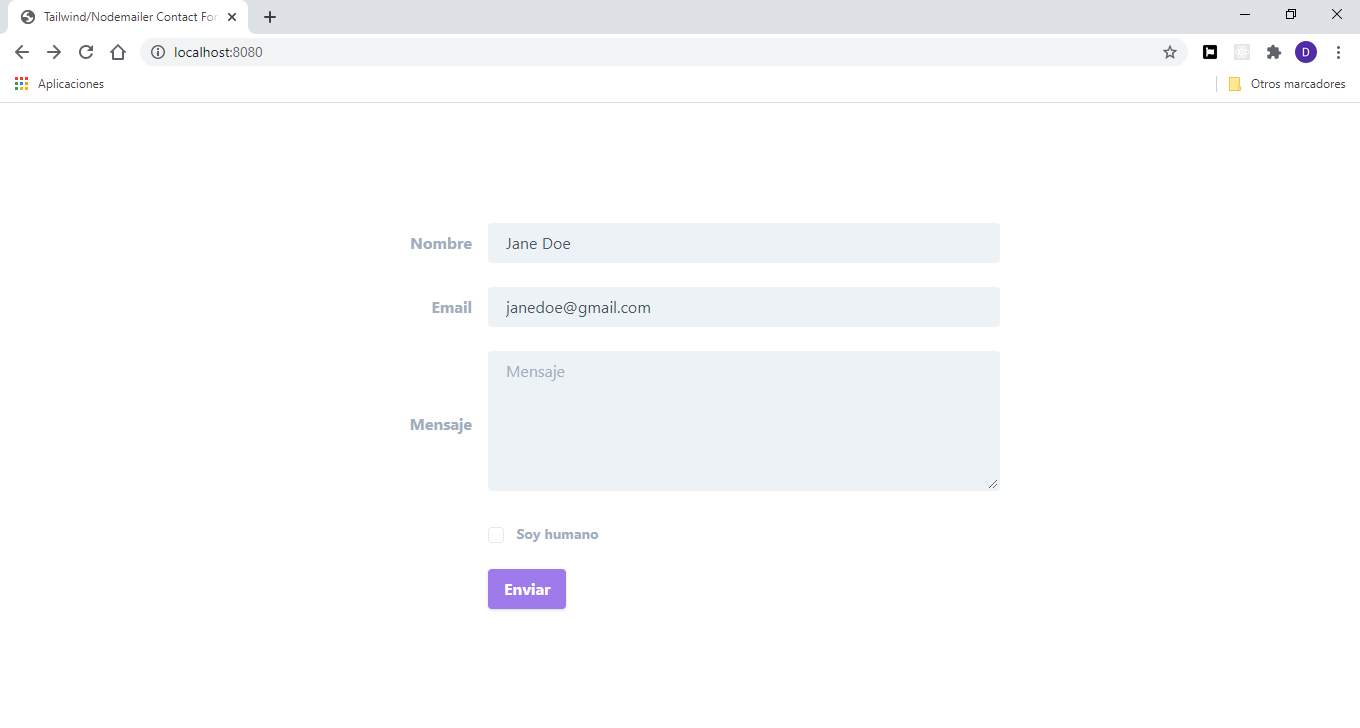 Tailwind/Nodemailer Contact For
localhost:8080
D
Aplicaciones
Otros marcadores
Nombre
Jane Doe
Email
janedoe@gmail.com
Mensaje
Mensaje
Soy humano
Enviar